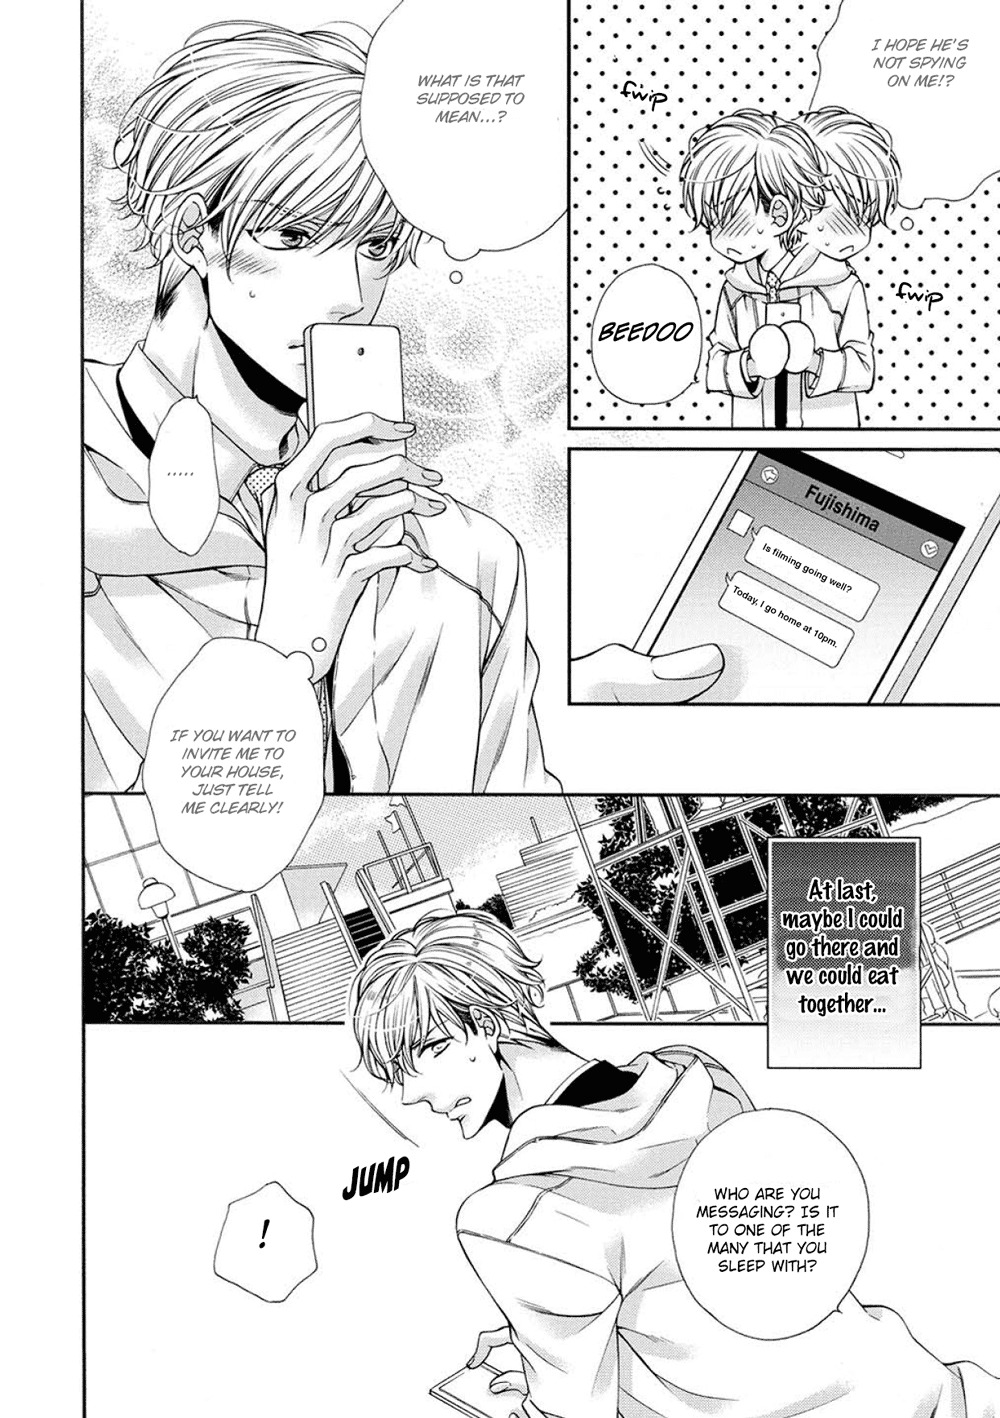 I HOPE HE'S
NOT SPYING
ON ME!?
fwip
fwip
BEEDOO
WHAT IS THAT
SUPPOSED TO
MEAN...?
.....
IF YOU WANT TO
INVITE ME TO
YOUR HOUSE,
JUST TELL
ME CLEARLY!
Fujishima
Is filming going well?
Today, I go home at 10pm.
At last,
maybe I could
go there and
we could eat
together...
JUMP
!
WHO ARE YOU
MESSAGING? IS IT
TO ONE OF THE
MANY THAT YOU
SLEEP WITH?